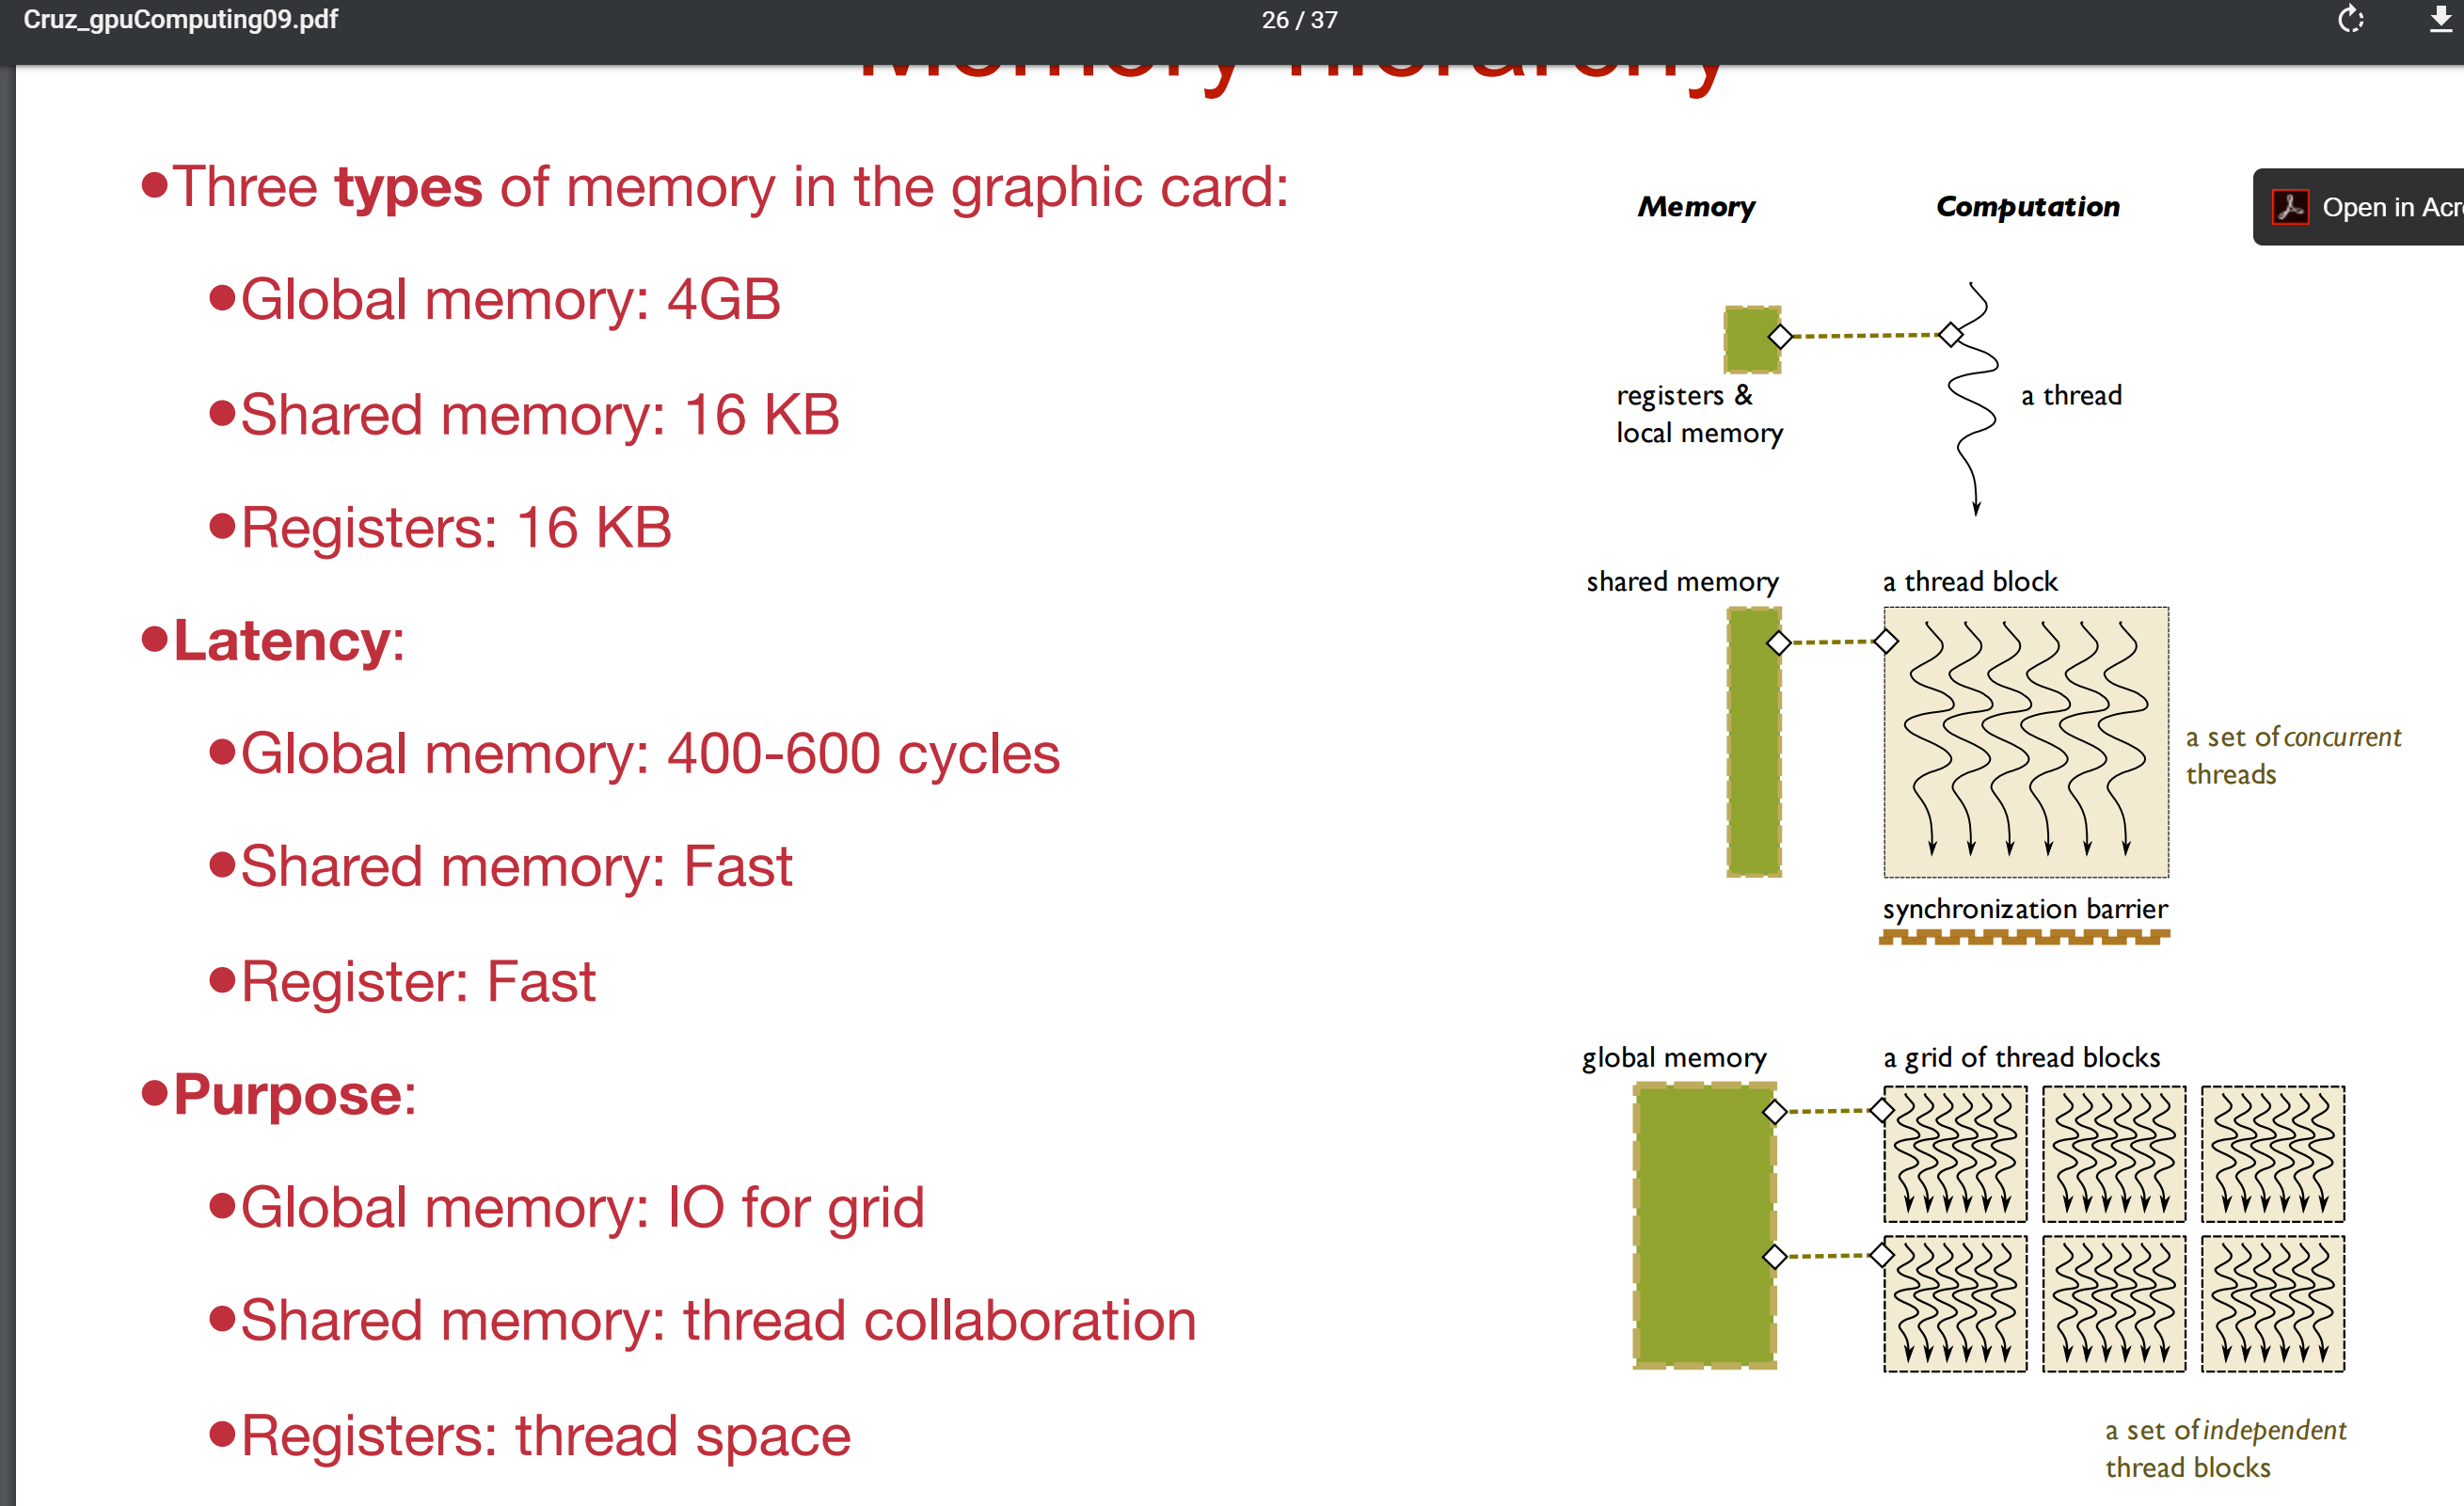 Cruz_gpuComputing09.pdf
26 / 37
Memory hierarchy
•Three types of memory in the graphic card:
•Global memory: 4GB
•Shared memory: 16 KB
•Registers: 16 KB
•Latency:
•Global memory: 400-600 cycles
•Shared memory: Fast
•Register: Fast
•Purpose:
•Global memory: IO for grid
•Shared memory: thread collaboration
•Registers: thread space
Memory
Computation
Open in Acr
registers &
local memory
a thread
shared memory
a thread block
a set of concurrent
threads
synchronization barrier
global memory
a grid of thread blocks
a set of independent
thread blocks